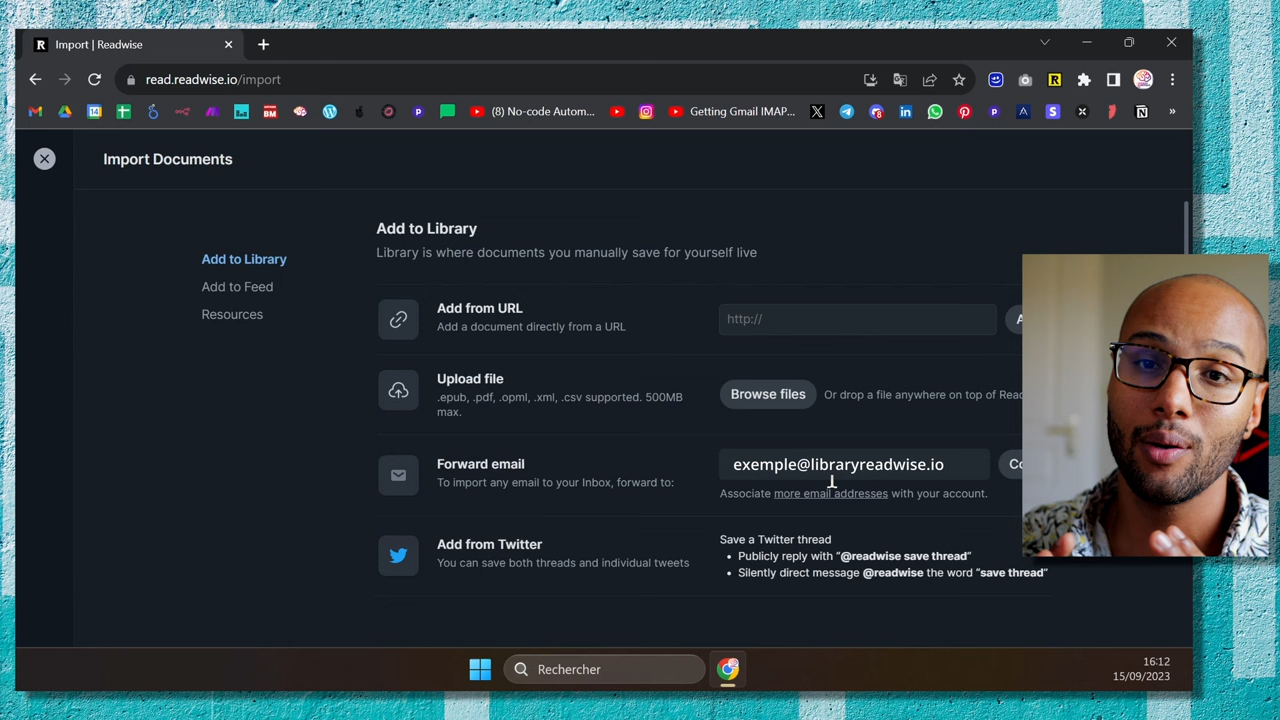 R Import | Readwise
read.readwise.io/import
14
BM
(8) No-code Autom...
Getting Gmail IMAP...
Import Documents
Add to Library
Add to Feed
Resources
Add to Library
Library is where documents you manually save for yourself live
Add from URL
Add a document directly from a URL
http://
A
Upload file
.epub, .pdf, .opml, .xml, .csv supported. 500MB
max.
Browse files
Or drop a file anywhere on top of Rea
Forward email
To import any email to your Inbox, forward to:
exemple@libraryreadwise.io
Co
Associate more email addresses with your account.
Add from Twitter
You can save both threads and individual tweets
Save a Twitter thread
• Publicly reply with “@readwise save thread”
• Silently direct message @readwise the word “save thread”
Rechercher
16:12
15/09/2023